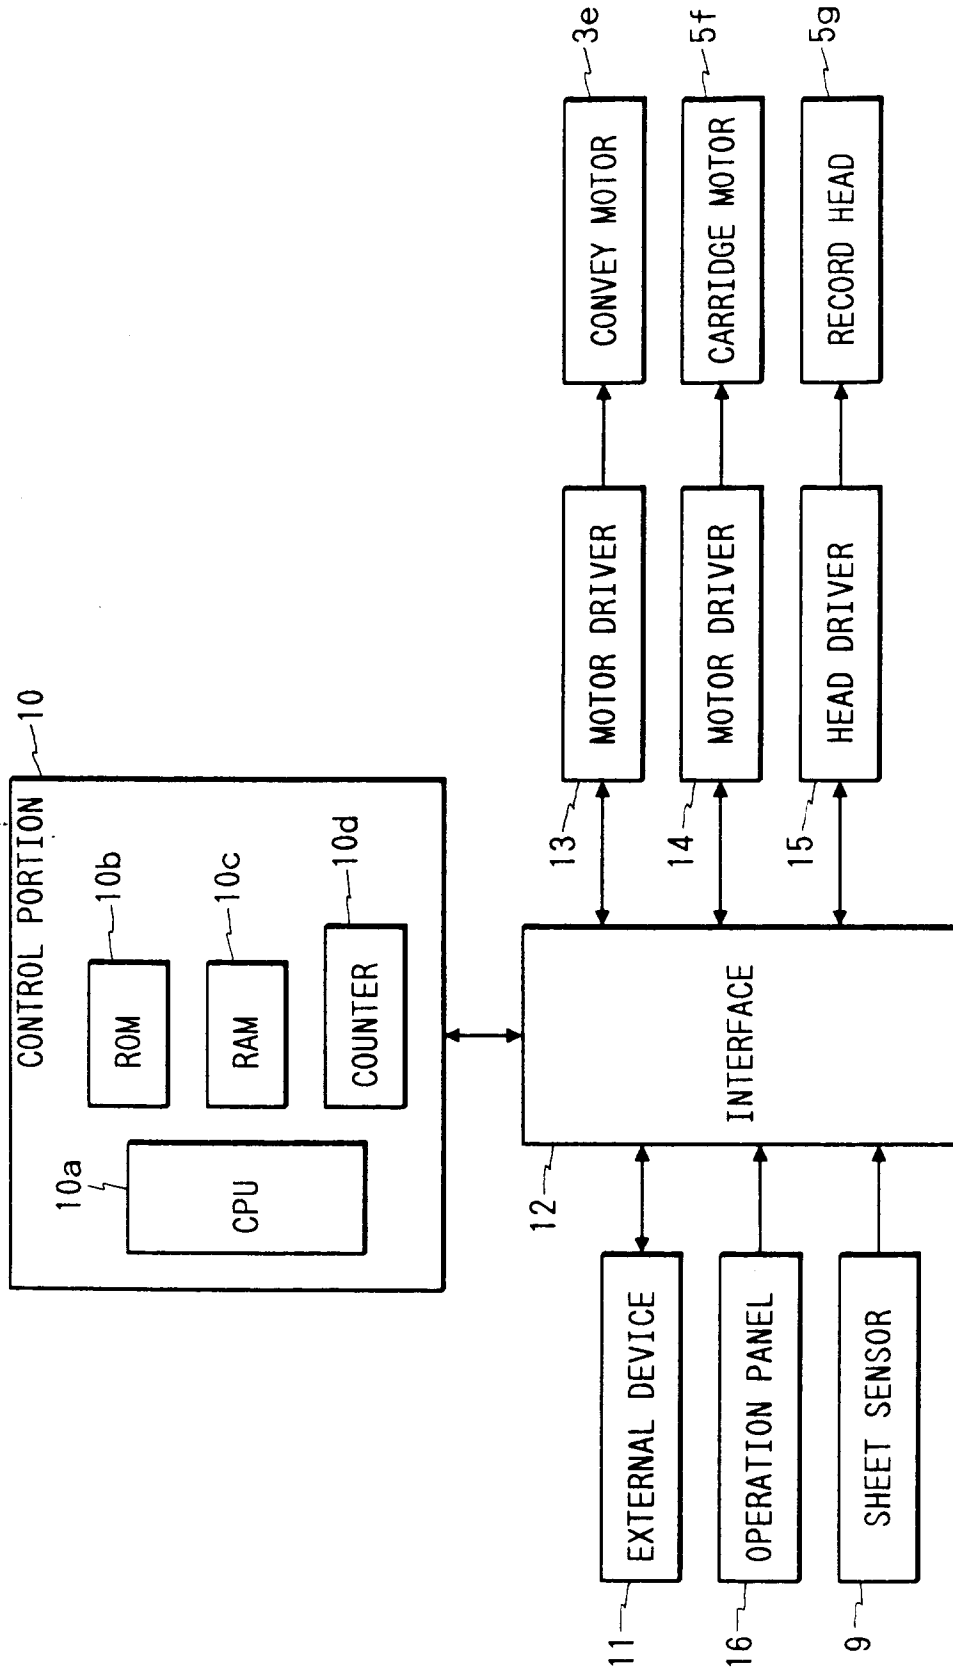 CONTROL PORTION
10
10a
CPU
ROM
10b
RAM
10c
COUNTER
10d
12
INTERFACE
11
EXTERNAL DEVICE
16
OPERATION PANEL
9
SHEET SENSOR
13
MOTOR DRIVER
CONVEY MOTOR
3e
14
MOTOR DRIVER
CARRIDGE MOTOR
5f
15
HEAD DRIVER
RECORD HEAD
5g